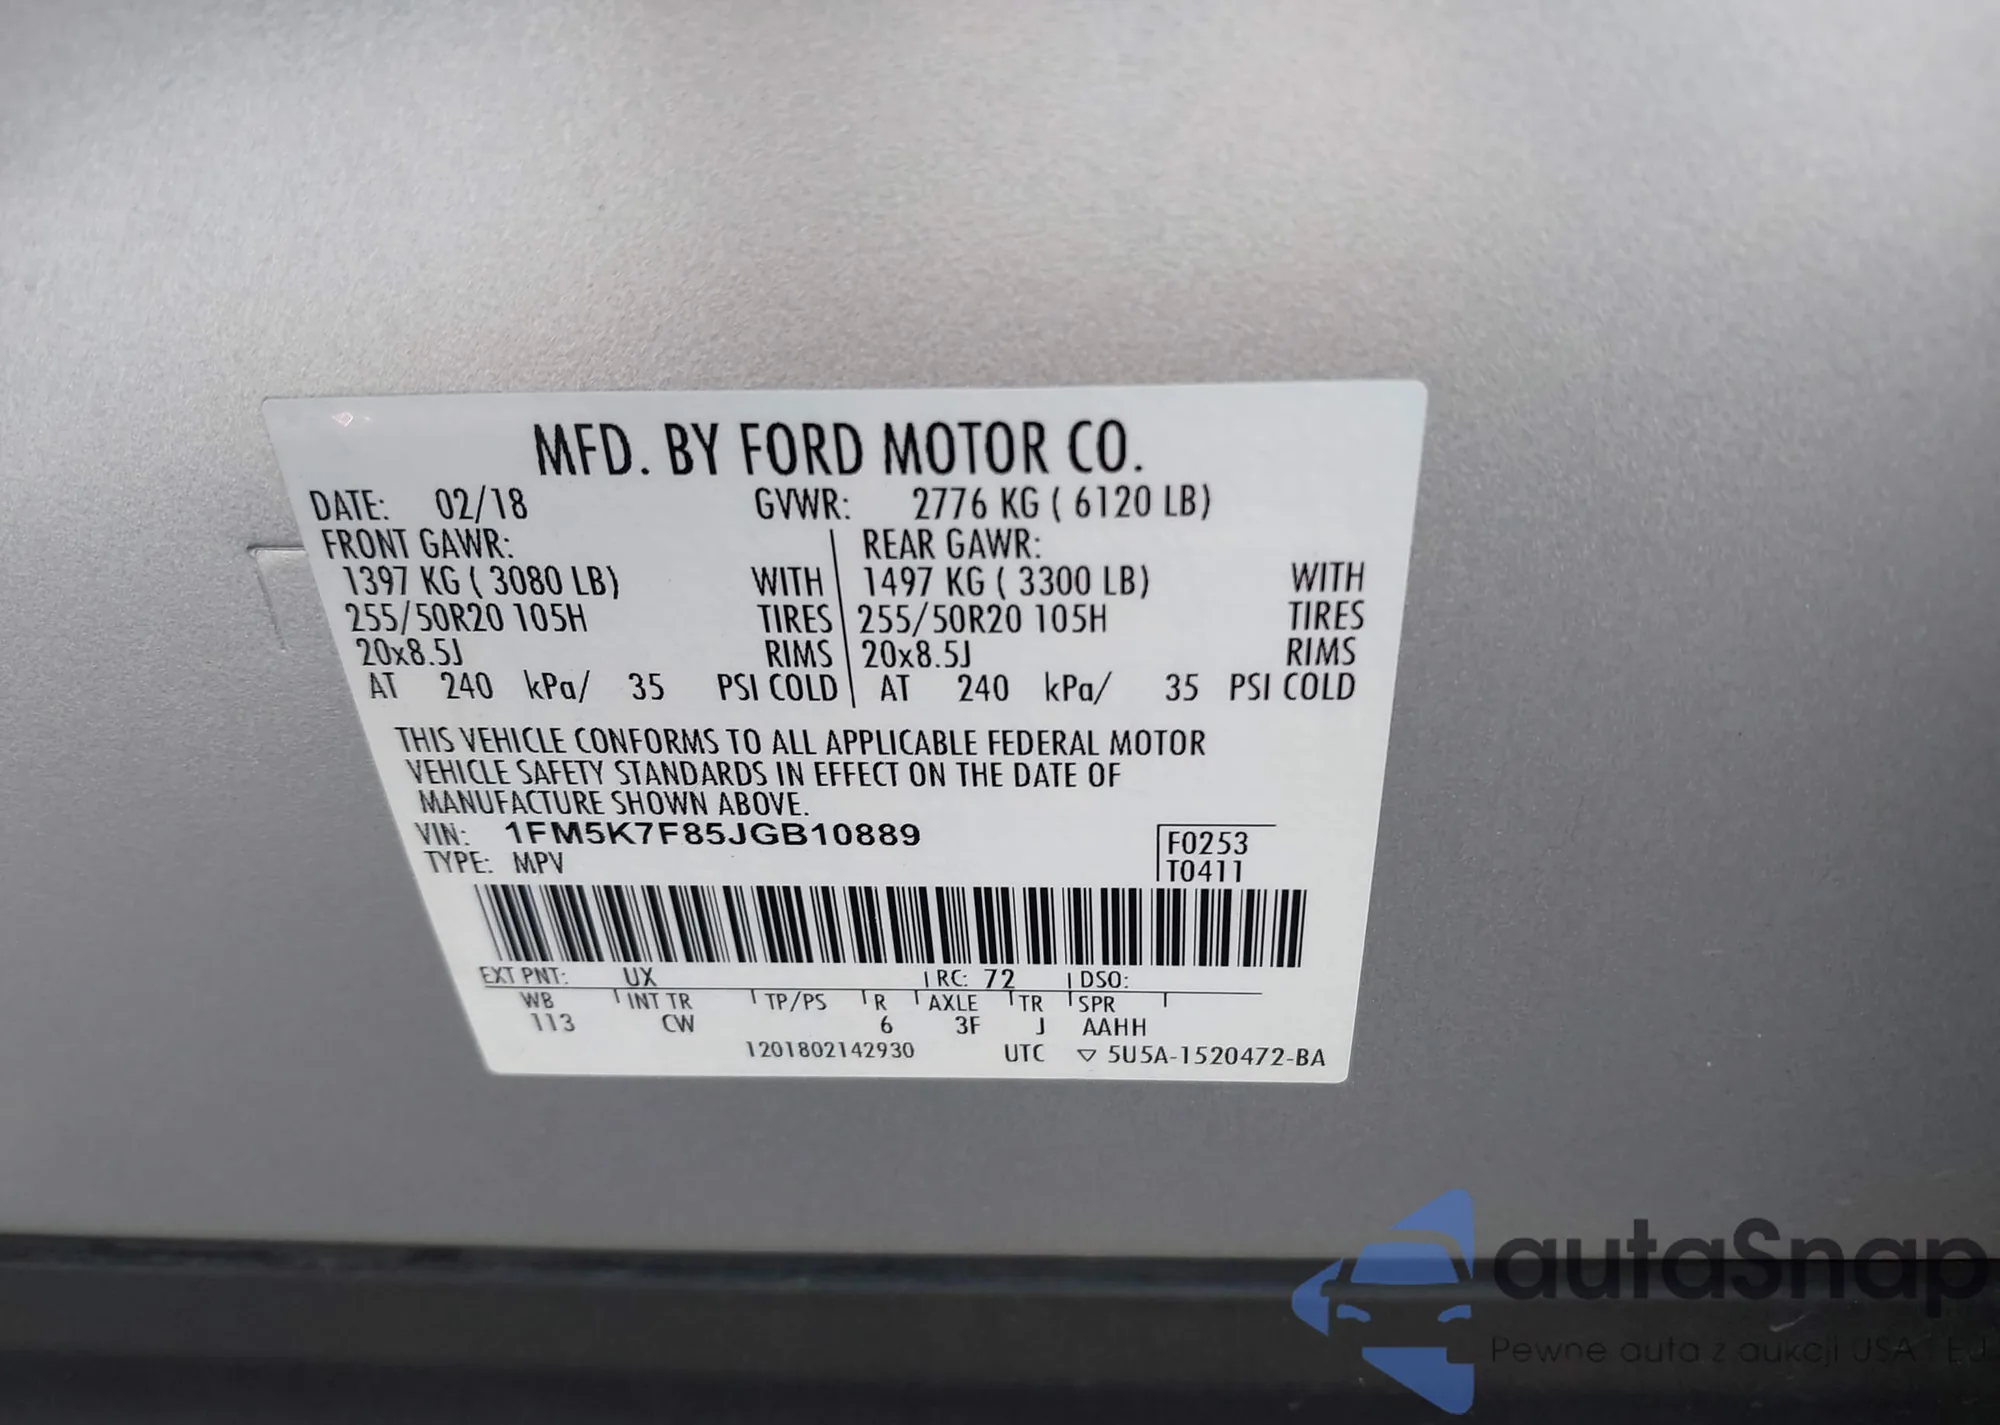 MFD. BY FORD MOTOR CO.
DATE: 02/18 GVWR: 2776 KG ( 6120 LB)
FRONT GAWR: REAR GAWR:
1397 KG ( 3080 LB) WITH 1497 KG ( 3300 LB) WITH
255/50R20 105H TIRES 255/50R20 105H TIRES
20x8.5J RIMS 20x8.5J RIMS
AT 240 kPa/ 35 PSI COLD AT 240 kPa/ 35 PSI COLD
THIS VEHICLE CONFORMS TO ALL APPLICABLE FEDERAL MOTOR
VEHICLE SAFETY STANDARDS IN EFFECT ON THE DATE OF
MANUFACTURE SHOWN ABOVE.
VIN: 1FM5K7F85JGB10889
F0253
TYPE: MPV
T0411
EXT PNT: UX RC: 72 DSO:
WB INT TR TP/PS R AXLE TR SPR
113 CW 6 3F J AAHH
1201802142930 UTC ▽ 5U5A-1520472-BA
autaSnap
Pewne auta z aukcji USA i EU